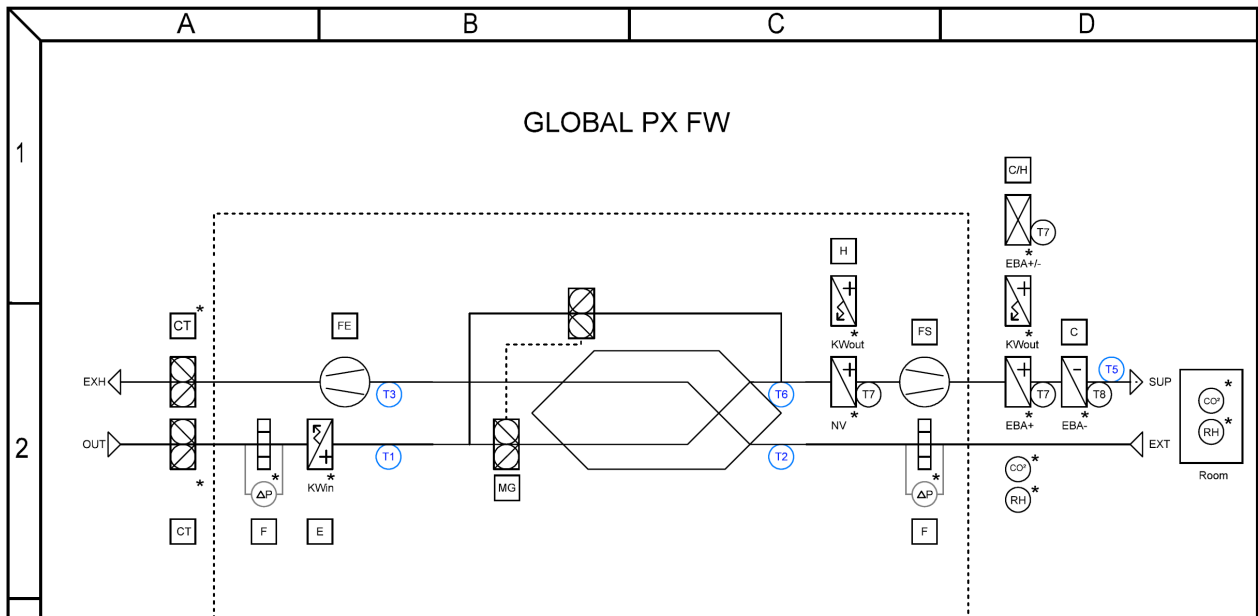 A B C D
1
GLOBAL PX FW
C/H
T7
*
EBA+/-
H
CT *
FE
*
KWout
FS
*
KWout
C
EXH
T3
T6
T7
*
NV
T7
*
EBA+
T8
*
EBA-
T5
SUP
CO² *
RH *
Room
2
OUT
*
ΔP *
*
KWin
T1
MG
T2
ΔP *
EXT
CO² *
RH *
CT
F
E
F